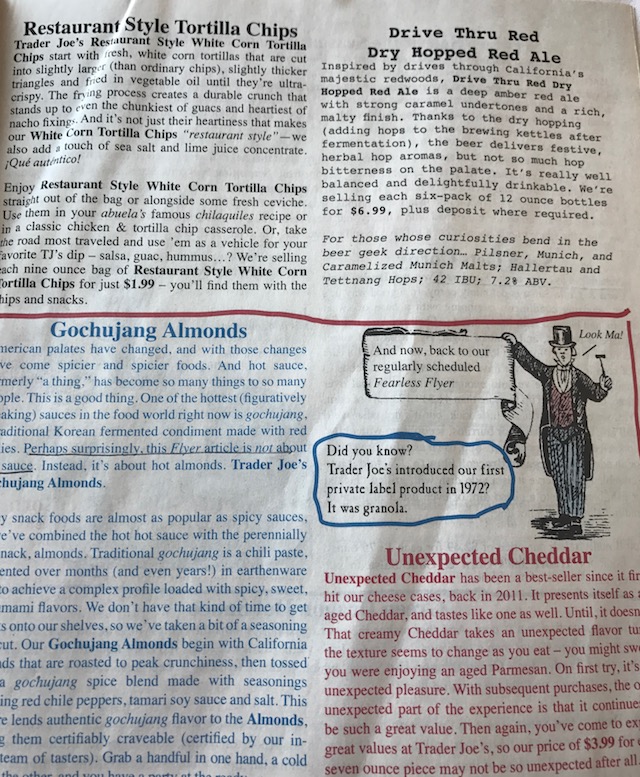 Restaurant Style Tortilla Chips
Trader Joe's Restaurant Style White Corn Tortilla
Chips start with fresh, white corn tortillas that are cut
into slightly larger (than ordinary chips), slightly thicker
triangles and fried in vegetable oil until they're ultra-
crispy. The frying process creates a durable crunch that
stands up to even the chunkiest of guacs and heartiest of
nacho fixings. And it's not just their heartiness that makes
our White Corn Tortilla Chips "restaurant style"—we
also add a touch of sea salt and lime juice concentrate.
¡Qué auténtico!
Enjoy Restaurant Style White Corn Tortilla Chips
straight out of the bag or alongside some fresh ceviche.
Use them in your abuela's famous chilaquiles recipe or
in a classic chicken & tortilla chip casserole. Or, take
the road most traveled and use 'em as a vehicle for your
favorite TJ's dip – salsa, guac, hummus...? We're selling
each nine ounce bag of Restaurant Style White Corn
Tortilla Chips for just $1.99 – you'll find them with the
hips and snacks.
Drive Thru Red
Dry Hopped Red Ale
Inspired by drives through California's
majestic redwoods, Drive Thru Red Dry
Hopped Red Ale is a deep amber red ale
with strong caramel undertones and a rich,
malty finish. Thanks to the dry hopping
(adding hops to the brewing kettles after
fermentation), the beer delivers festive,
herbal hop aromas, but not so much hop
bitterness on the palate. It's really well
balanced and delightfully drinkable. We're
selling each six-pack of 12 ounce bottles
for $6.99, plus deposit where required.
For those whose curiosities bend in the
beer geek direction... Pilsner, Munich, and
Caramelized Munich Malts; Hallertau and
Tettnang Hops; 42 IBU; 7.2% ABV.
Gochujang Almonds
merican palates have changed, and with those changes
ve come spicier and spicier foods. And hot sauce,
merly "a thing," has become so many things to so many
ople. This is a good thing. One of the hottest (figuratively
aking) sauces in the food world right now is gochujang,
raditional Korean fermented condiment made with red
ies. Perhaps surprisingly, this Flyer article is not about
sauce. Instead, it's about hot almonds. Trader Joe's
chujang Almonds.
y snack foods are almost as popular as spicy sauces,
e've combined the hot hot sauce with the perennially
snack, almonds. Traditional gochujang is a chili paste,
ented over months (and even years!) in earthenware
to achieve a complex profile loaded with spicy, sweet,
mami flavors. We don't have that kind of time to get
s onto our shelves, so we've taken a bit of a seasoning
cut. Our Gochujang Almonds begin with California
nds that are roasted to peak crunchiness, then tossed
a gochujang spice blend made with seasonings
ing red chile peppers, tamari soy sauce and salt. This
re lends authentic gochujang flavor to the Almonds,
g them certifiably craveable (certified by our in-
team of tasters). Grab a handful in one hand, a cold
the other and you have a party at the ready
And now, back to our
regularly scheduled
Fearless Flyer
Look Ma!
Did you know?
Trader Joe's introduced our first
private label product in 1972?
It was granola.
Unexpected Cheddar
Unexpected Cheddar has been a best-seller since it fir
hit our cheese cases, back in 2011. It presents itself as a
aged Cheddar, and tastes like one as well. Until, it doesn
That creamy Cheddar takes an unexpected flavor tu
the texture seems to change as you eat – you might swe
you were enjoying an aged Parmesan. On first try, it's
unexpected pleasure. With subsequent purchases, the o
unexpected part of the experience is that it continue
be such a great value. Then again, you've come to ex
great values at Trader Joe's, so our price of $3.99 for e
seven ounce piece may not be so unexpected after all